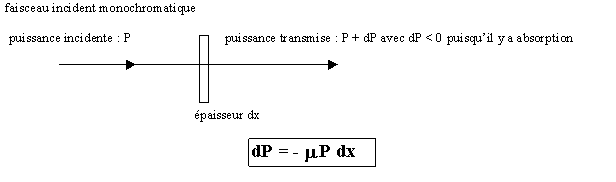 faisceau incident monochromatique
puissance incidente : P puissance transmise : P + dP avec dP < 0 puisqu'il y a absorption
épaisseur dx
dP = - μP dx